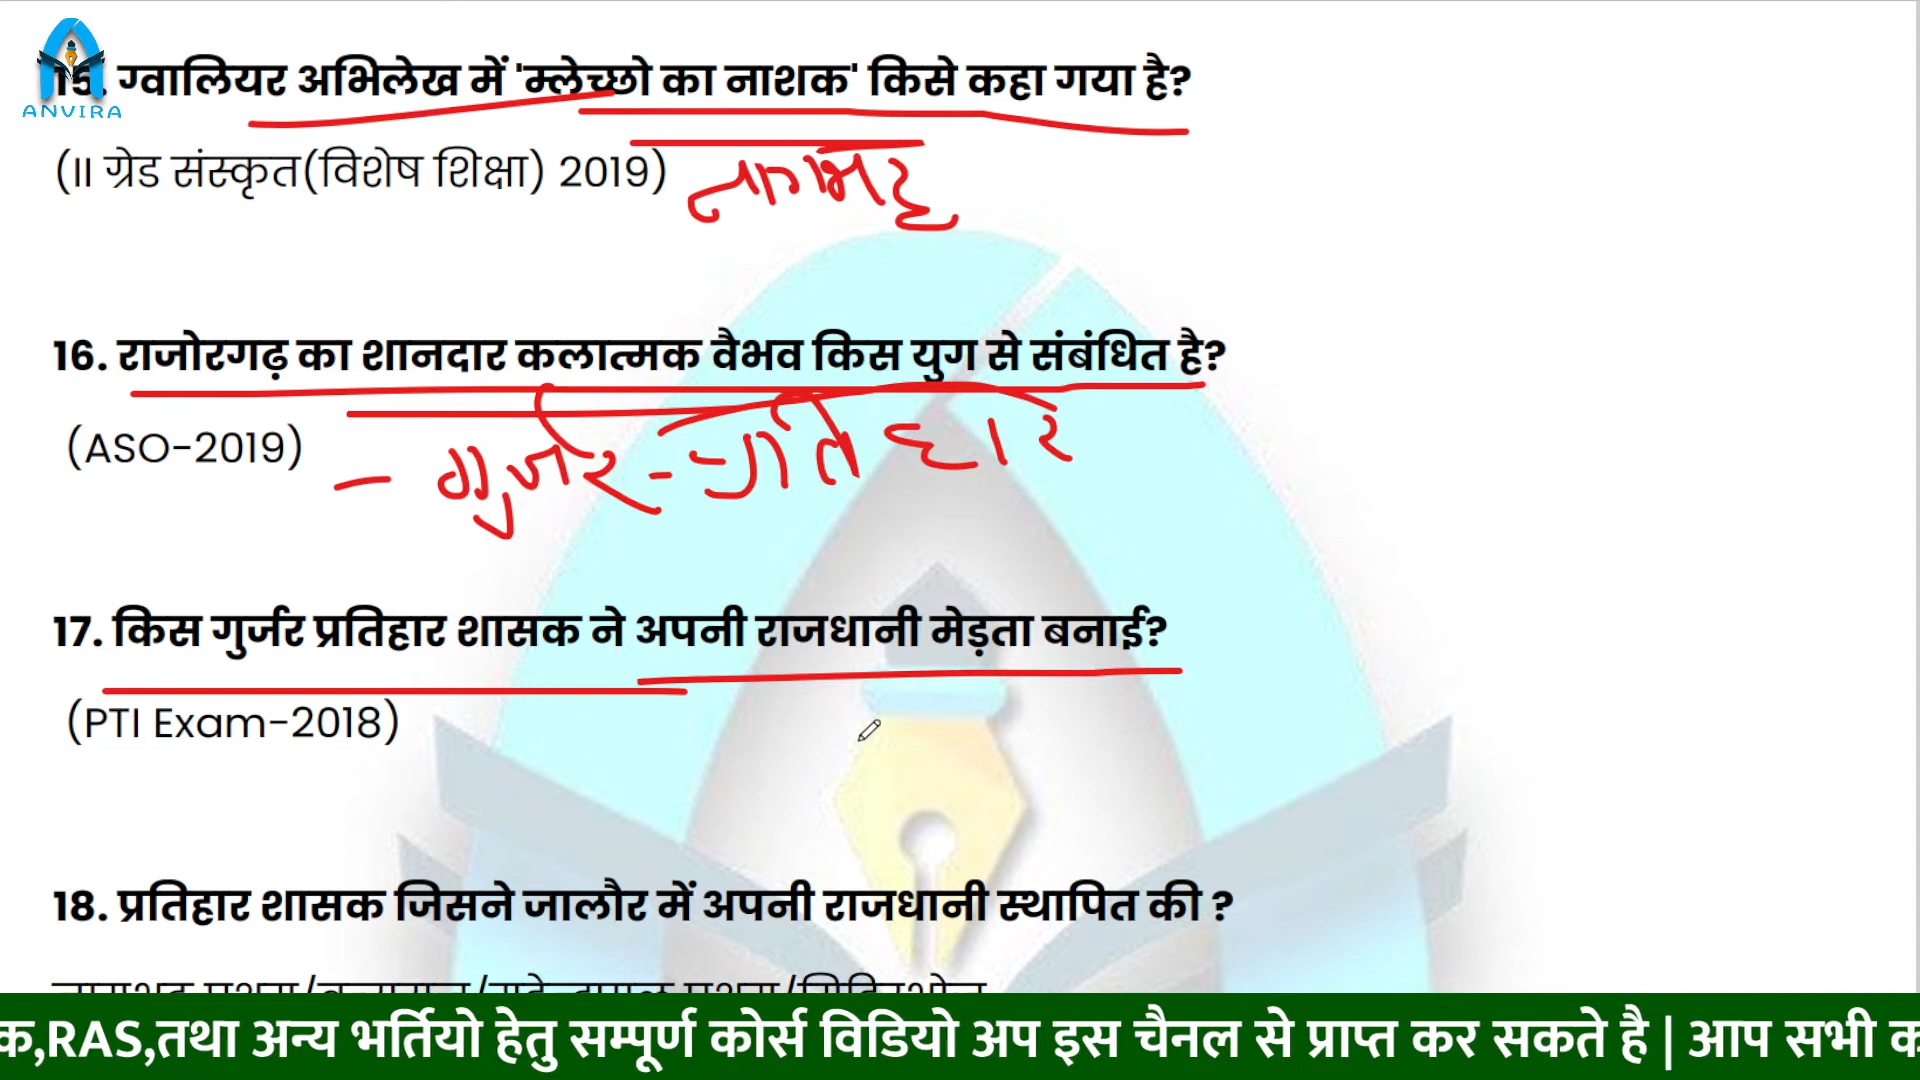 15. ग्वालियर अभिलेख में 'म्लेच्छो का नाशक' किसे कहा गया है?
ANVIRA
(II ग्रेड संस्कृत(विशेष शिक्षा) 2019)
नागभट्ट
16. राजोरगढ़ का शानदार कलात्मक वैभव किस युग से संबंधित है?
(ASO-2019)
- गुर्जर-प्रतिहार
17. किस गुर्जर प्रतिहार शासक ने अपनी राजधानी मेड़ता बनाई?
(PTI Exam-2018)
18. प्रतिहार शासक जिसने जालौर में अपनी राजधानी स्थापित की ?
क,RAS,तथा अन्य भर्तियो हेतु सम्पूर्ण कोर्स विडियो अप इस चैनल से प्राप्त कर सकते है | आप सभी क